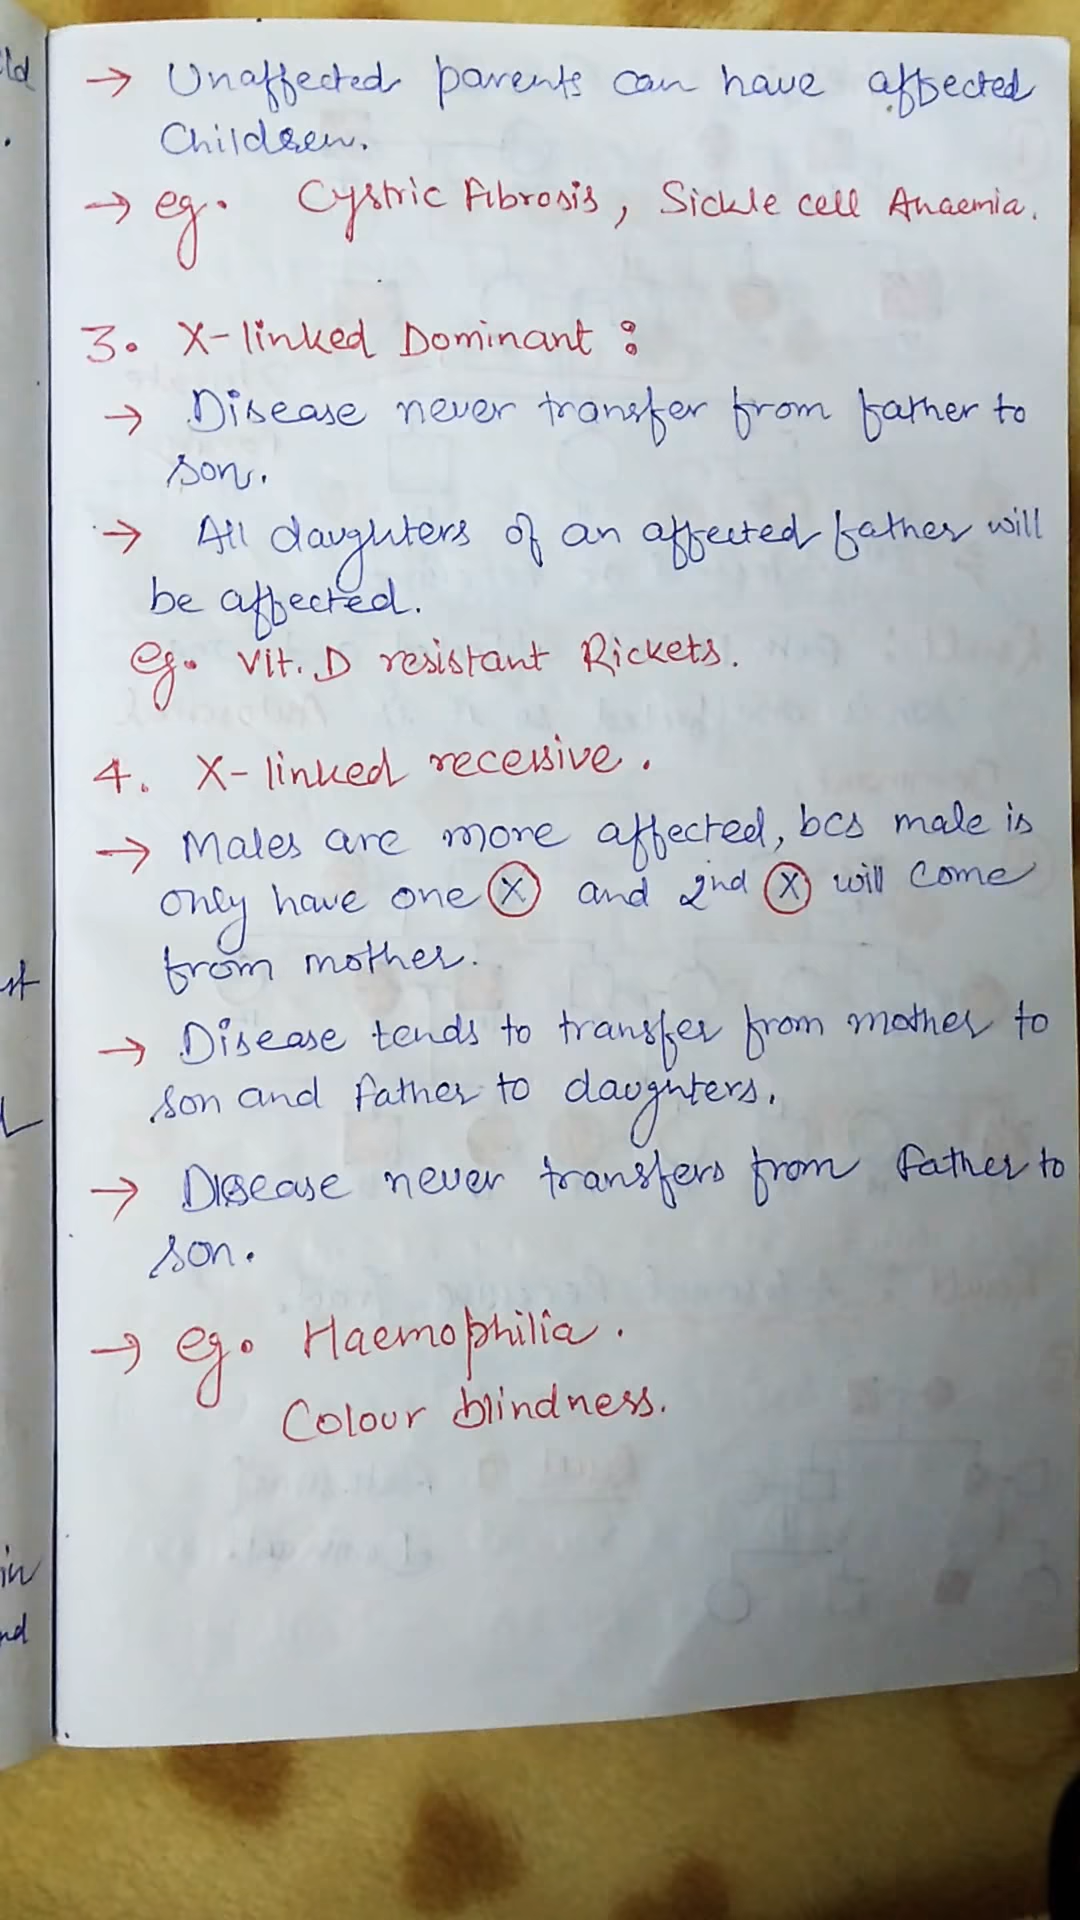 ld
→ Unaffected parents can have affected
Children.
→ eg. Cystric Fibrosis, Sickle cell Anaemia.
3. X-linked Dominant :
→ Disease never transfer from father to
son.
→ All daughters of an affected father will
be affected.
eg. vit. D resistant Rickets.
4. X-linked recessive.
→ Males are more affected, bcs male is
only have one X and 2nd X will come
from mother.
→ Disease tends to transfer from mother to
son and father to daughters.
→ Disease never transfers from father to
son.
→ eg. Haemophilia.
Colour blindness.
in
nd